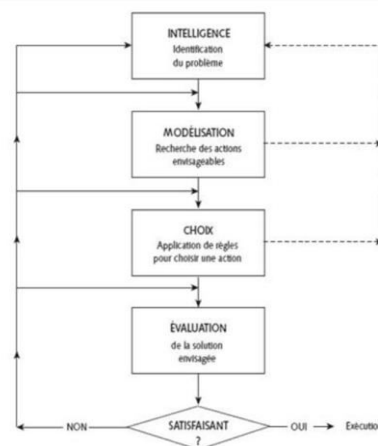 INTELLIGENCE
Identification
du problème
MODÉLISATION
Recherche des actions
envisageables
CHOIX
Application de règles
pour choisir une action
ÉVALUATION
de la solution
envisagée
NON
SATISFAISANT
?
OUI
Exécution